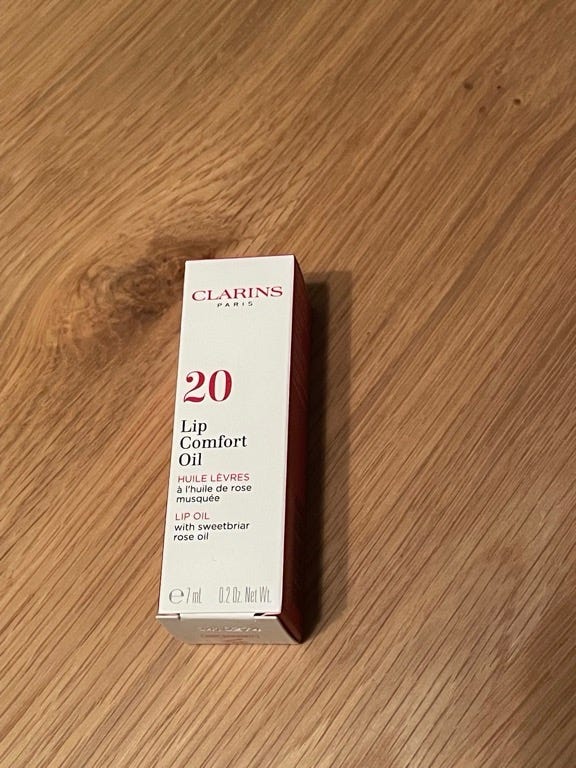 CLARINS
PARIS
20
Lip
Comfort
Oil
HUILE LÈVRES
à l'huile de rose
musquée
LIP OIL
with sweetbriar
rose oil
e7 mL 0.2 Oz. Net Wt.